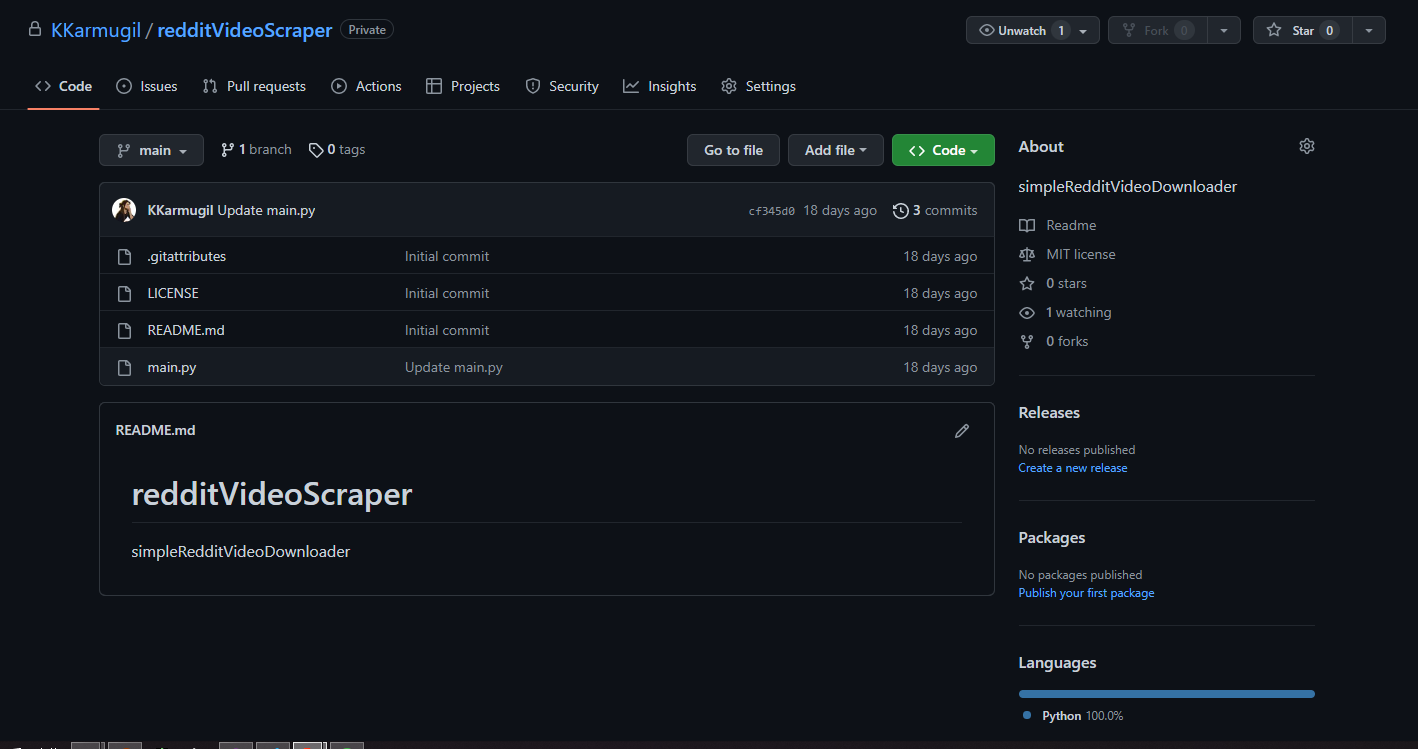 KKarmugil / redditVideoScraper Private
Unwatch 1 Fork 0 Star 0
Code Issues Pull requests Actions Projects Security Insights Settings
main 1 branch 0 tags Go to file Add file Code
KKarmugil Update main.py cf345d0 18 days ago 3 commits
.gitattributes Initial commit 18 days ago
LICENSE Initial commit 18 days ago
README.md Initial commit 18 days ago
main.py Update main.py 18 days ago
README.md
redditVideoScraper
simpleRedditVideoDownloader
About
simpleRedditVideoDownloader
Readme
MIT license
0 stars
1 watching
0 forks
Releases
No releases published
Create a new release
Packages
No packages published
Publish your first package
Languages
Python 100.0%